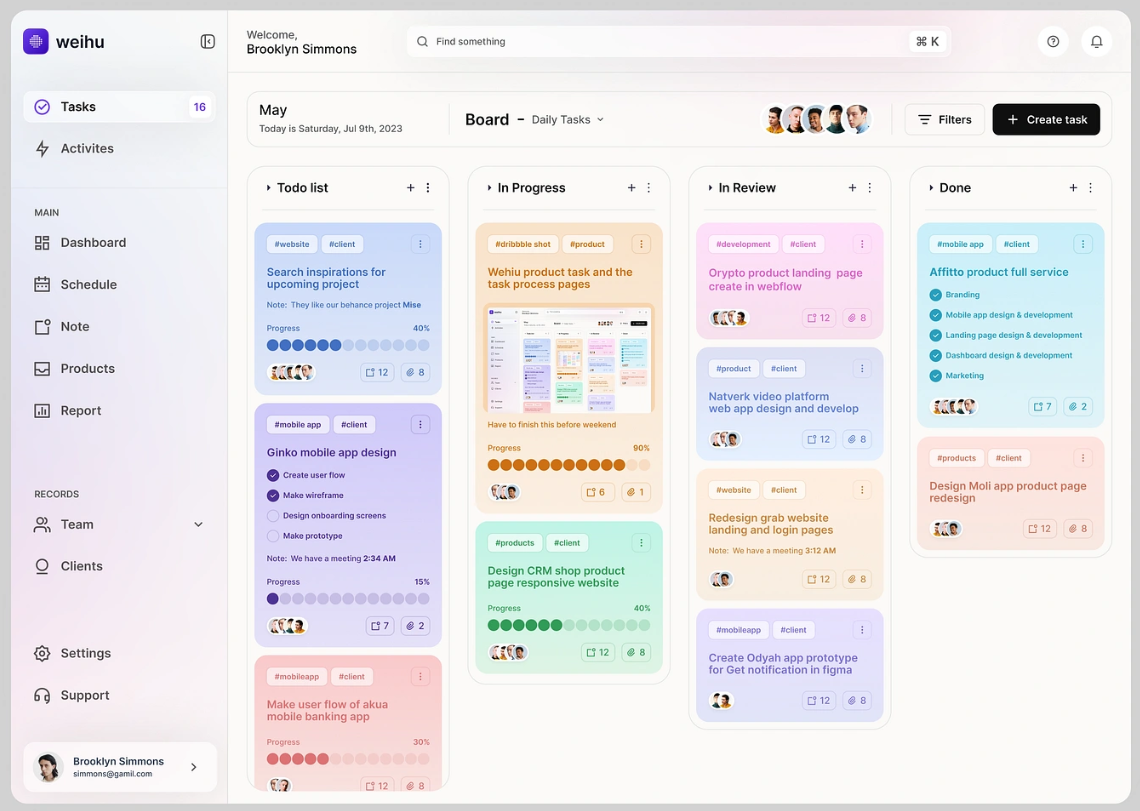 weihu
Tasks
16
Activites
MAIN
Dashboard
Schedule
Note
Products
Report
RECORDS
Team
Clients
Settings
Support
Brooklyn Simmons
simmons@gamil.com
Welcome,
Brooklyn Simmons
Find something
⌘ K
May
Today is Saturday, Jul 9th, 2023
Board - Daily Tasks
Filters
+ Create task
Todo list
#website #client
Search inspirations for
upcoming project
Note: They like our behance project Mise
Progress 40%
12 8
#mobile app #client
Ginko mobile app design
Create user flow
Make wireframe
Design onboarding screens
Make prototype
Note: We have a meeting 2:34 AM
Progress 15%
7 2
#mobileapp #client
Make user flow of akua
mobile banking app
Progress 30%
12 8
In Progress
#dribbble shot #product
Wehiu product task and the
task process pages
Have to finish this before weekend
Progress 90%
6 1
#products #client
Design CRM shop product
page responsive website
Progress 40%
12 8
In Review
#development #client
Orypto product landing page
create in webflow
12 8
#product #client
Natverk video platform
web app design and develop
12 8
#website #client
Redesign grab website
landing and login pages
Note: We have a meeting 3:12 AM
12 8
#mobileapp #client
Create Odyah app prototype
for Get notification in figma
12 8
Done
#mobile app #client
Affitto product full service
Branding
Mobile app design & development
Landing page design & development
Dashboard design & development
Marketing
7 2
#products #client
Design Moli app product page
redesign
12 8